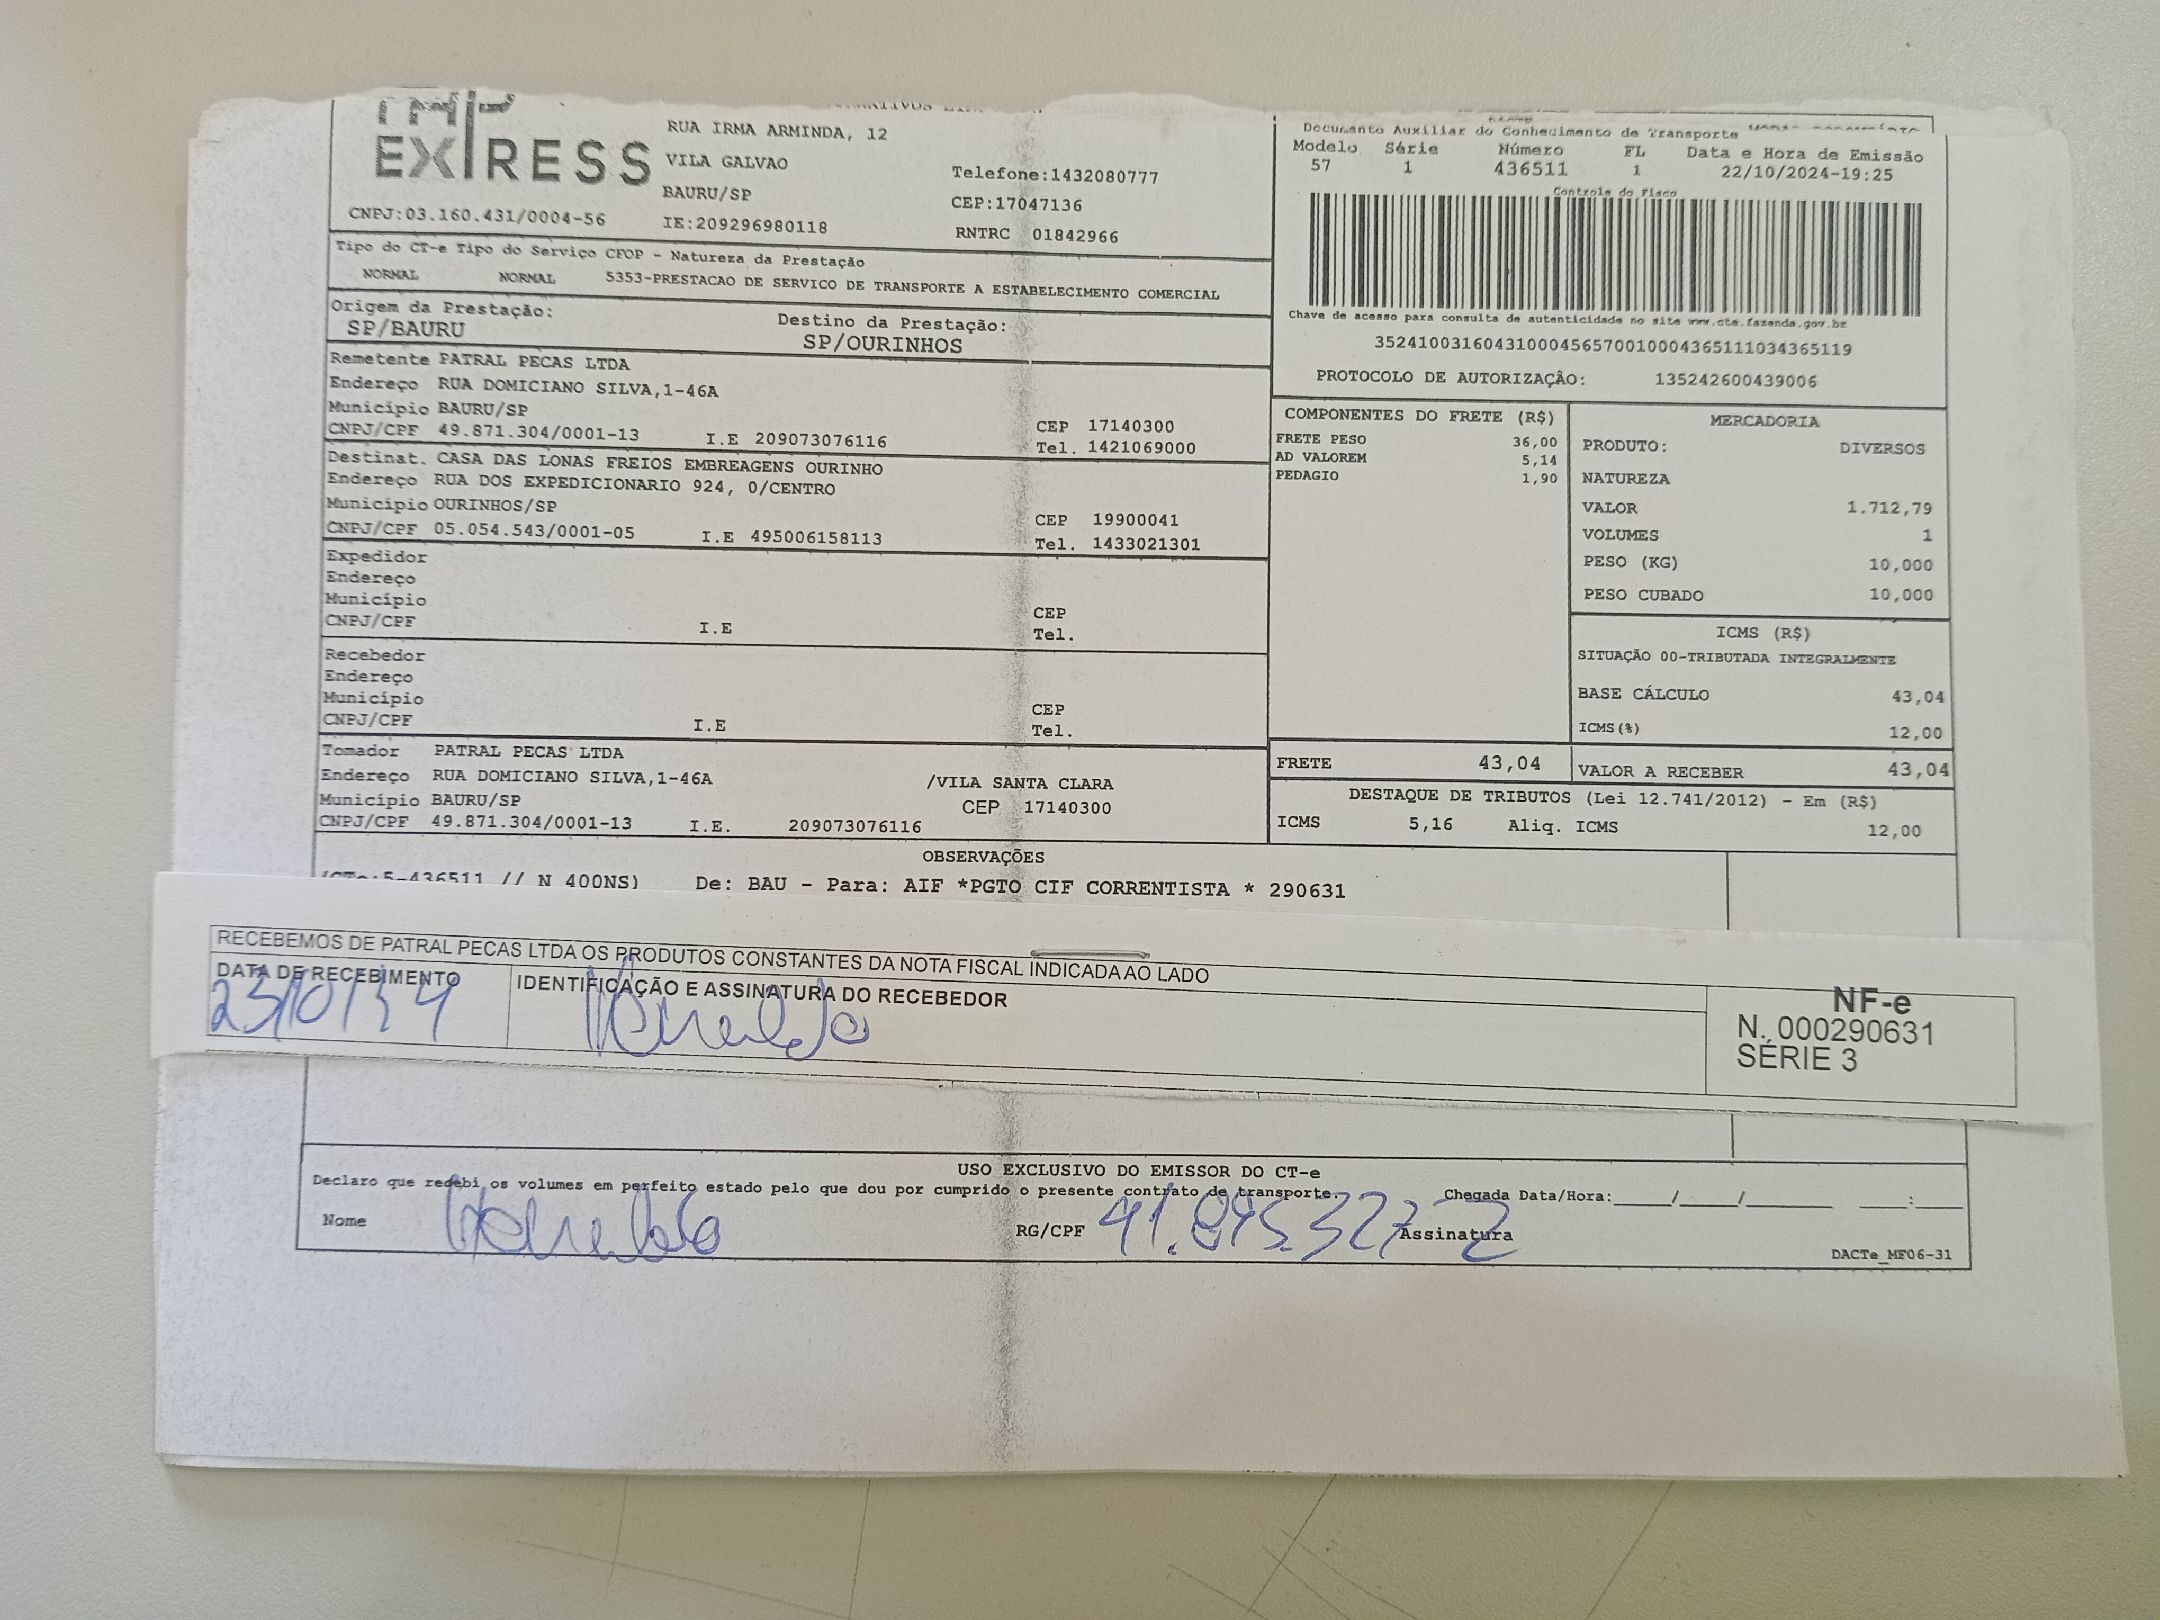 EXPRESS
RUA IRMA ARMINDA, 12
VILA GALVAO
BAURU/SP
Telefone:1432080777
CEP:17047136
CNPJ:03.160.431/0004-56
IE:209296980118
RNTRC 01842966
Documento Auxiliar do Conhecimento de Transporte
Modelo Série Número FL Data e Hora de Emissão
57 1 436511 1 22/10/2024-19:25
Controle do Fisco
Chave de acesso para consulta de autenticidade no site www.cte.fazenda.gov.br
35241003160431000456570010004365111034365119
PROTOCOLO DE AUTORIZAÇÃO: 135242600439006
Tipo do CT-e Tipo do Serviço CFOP - Natureza da Prestação
NORMAL NORMAL 5353-PRESTACAO DE SERVICO DE TRANSPORTE A ESTABELECIMENTO COMERCIAL
Origem da Prestação: Destino da Prestação:
SP/BAURU SP/OURINHOS
Remetente PATRAL PECAS LTDA
Endereço RUA DOMICIANO SILVA,1-46A
Município BAURU/SP CEP 17140300
CNPJ/CPF 49.871.304/0001-13 I.E 209073076116 Tel. 1421069000
Destinat. CASA DAS LONAS FREIOS EMBREAGENS OURINHO
Endereço RUA DOS EXPEDICIONARIO 924, 0/CENTRO
Município OURINHOS/SP CEP 19900041
CNPJ/CPF 05.054.543/0001-05 I.E 495006158113 Tel. 1433021301
Expedidor
Endereço
Município CEP
CNPJ/CPF I.E Tel.
Recebedor
Endereço
Município CEP
CNPJ/CPF I.E Tel.
Tomador PATRAL PECAS LTDA
Endereço RUA DOMICIANO SILVA,1-46A /VILA SANTA CLARA
Município BAURU/SP CEP 17140300
CNPJ/CPF 49.871.304/0001-13 I.E. 209073076116
COMPONENTES DO FRETE (R$)
FRETE PESO 36,00
AD VALOREM 5,14
PEDAGIO 1,90
MERCADORIA
PRODUTO: DIVERSOS
NATUREZA
VALOR 1.712,79
VOLUMES 1
PESO (KG) 10,000
PESO CUBADO 10,000
ICMS (R$)
SITUAÇÃO 00-TRIBUTADA INTEGRALMENTE
BASE CÁLCULO 43,04
ICMS(%) 12,00
FRETE 43,04 VALOR A RECEBER 43,04
DESTAQUE DE TRIBUTOS (Lei 12.741/2012) - Em (R$)
ICMS 5,16 Aliq. ICMS 12,00
OBSERVAÇÕES
(CTe:5-436511 // N 400NS) De: BAU - Para: AIF *PGTO CIF CORRENTISTA * 290631
RECEBEMOS DE PATRAL PECAS LTDA OS PRODUTOS CONSTANTES DA NOTA FISCAL INDICADA AO LADO
DATA DE RECEBIMENTO IDENTIFICAÇÃO E ASSINATURA DO RECEBEDOR
23/10/24
NF-e
N. 000290631
SÉRIE 3
USO EXCLUSIVO DO EMISSOR DO CT-e
Declaro que recebi os volumes em perfeito estado pelo que dou por cumprido o presente contrato de transporte. Chegada Data/Hora:____/____/______ ____:____
Nome RG/CPF 41.845.327-2 Assinatura
DACTe_MF06-31